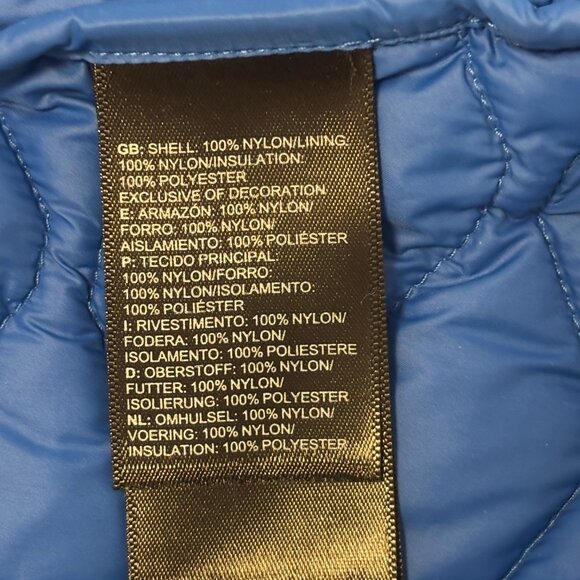 GB: SHELL: 100% NYLON/LINING:
100% NYLON/INSULATION:
100% POLYESTER
EXCLUSIVE OF DECORATION
E: ARMAZÓN: 100% NYLON/
FORRO: 100% NYLON/
AISLAMIENTO: 100% POLIÉSTER
P: TECIDO PRINCIPAL:
100% NYLON/FORRO:
100% NYLON/ISOLAMENTO:
100% POLIÉSTER
I: RIVESTIMENTO: 100% NYLON/
FODERA: 100% NYLON/
ISOLAMENTO: 100% POLIESTERE
D: OBERSTOFF: 100% NYLON/
FUTTER: 100% NYLON/
ISOLIERUNG: 100% POLYESTER
NL: OMHULSEL: 100% NYLON/
VOERING: 100% NYLON/
INSULATION: 100% POLYESTER